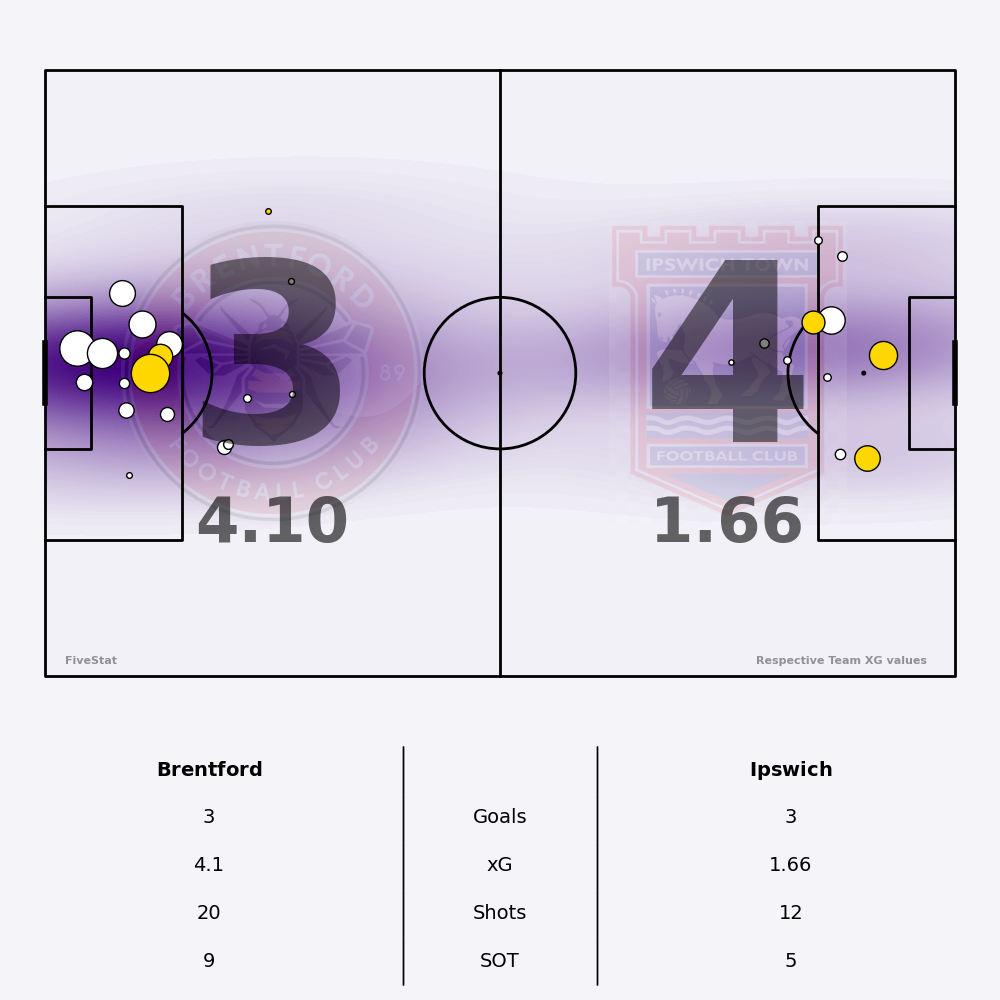 BRENTFORD
FOOTBALL CLUB
89
3
4.10
IPSWICH TOWN
FOOTBALL CLUB
4
1.66
FiveStat
Respective Team XG values
Brentford Ipswich
3 Goals 3
4.1 xG 1.66
20 Shots 12
9 SOT 5